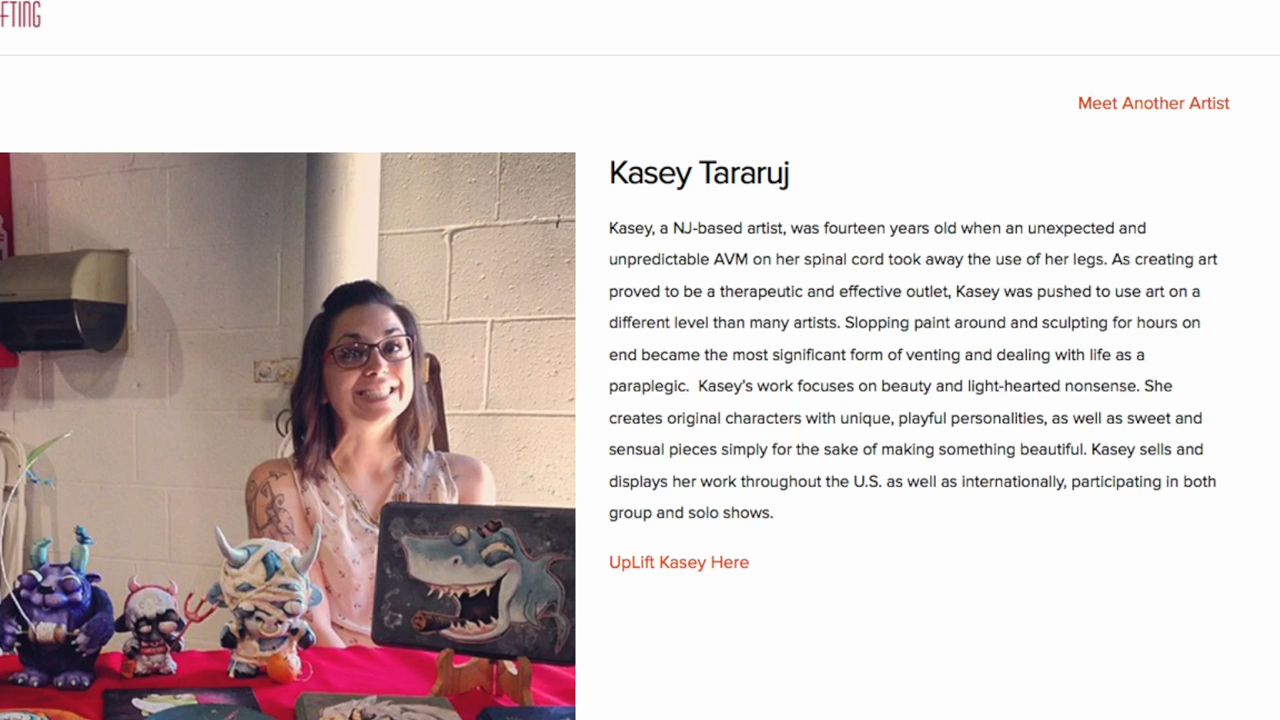 FTING
Meet Another Artist
Kasey Tararuj
Kasey, a NJ-based artist, was fourteen years old when an unexpected and
unpredictable AVM on her spinal cord took away the use of her legs. As creating art
proved to be a therapeutic and effective outlet, Kasey was pushed to use art on a
different level than many artists. Slopping paint around and sculpting for hours on
end became the most significant form of venting and dealing with life as a
paraplegic.  Kasey's work focuses on beauty and light-hearted nonsense. She
creates original characters with unique, playful personalities, as well as sweet and
sensual pieces simply for the sake of making something beautiful. Kasey sells and
displays her work throughout the U.S. as well as internationally, participating in both
group and solo shows.
UpLift Kasey Here